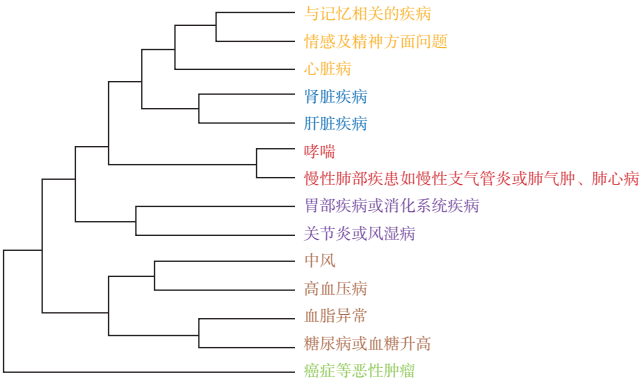 与记忆相关的疾病
情感及精神方面问题
心脏病
肾脏疾病
肝脏疾病
哮喘
慢性肺部疾患如慢性支气管炎或肺气肿、肺心病
胃部疾病或消化系统疾病
关节炎或风湿病
中风
高血压病
血脂异常
糖尿病或血糖升高
癌症等恶性肿瘤